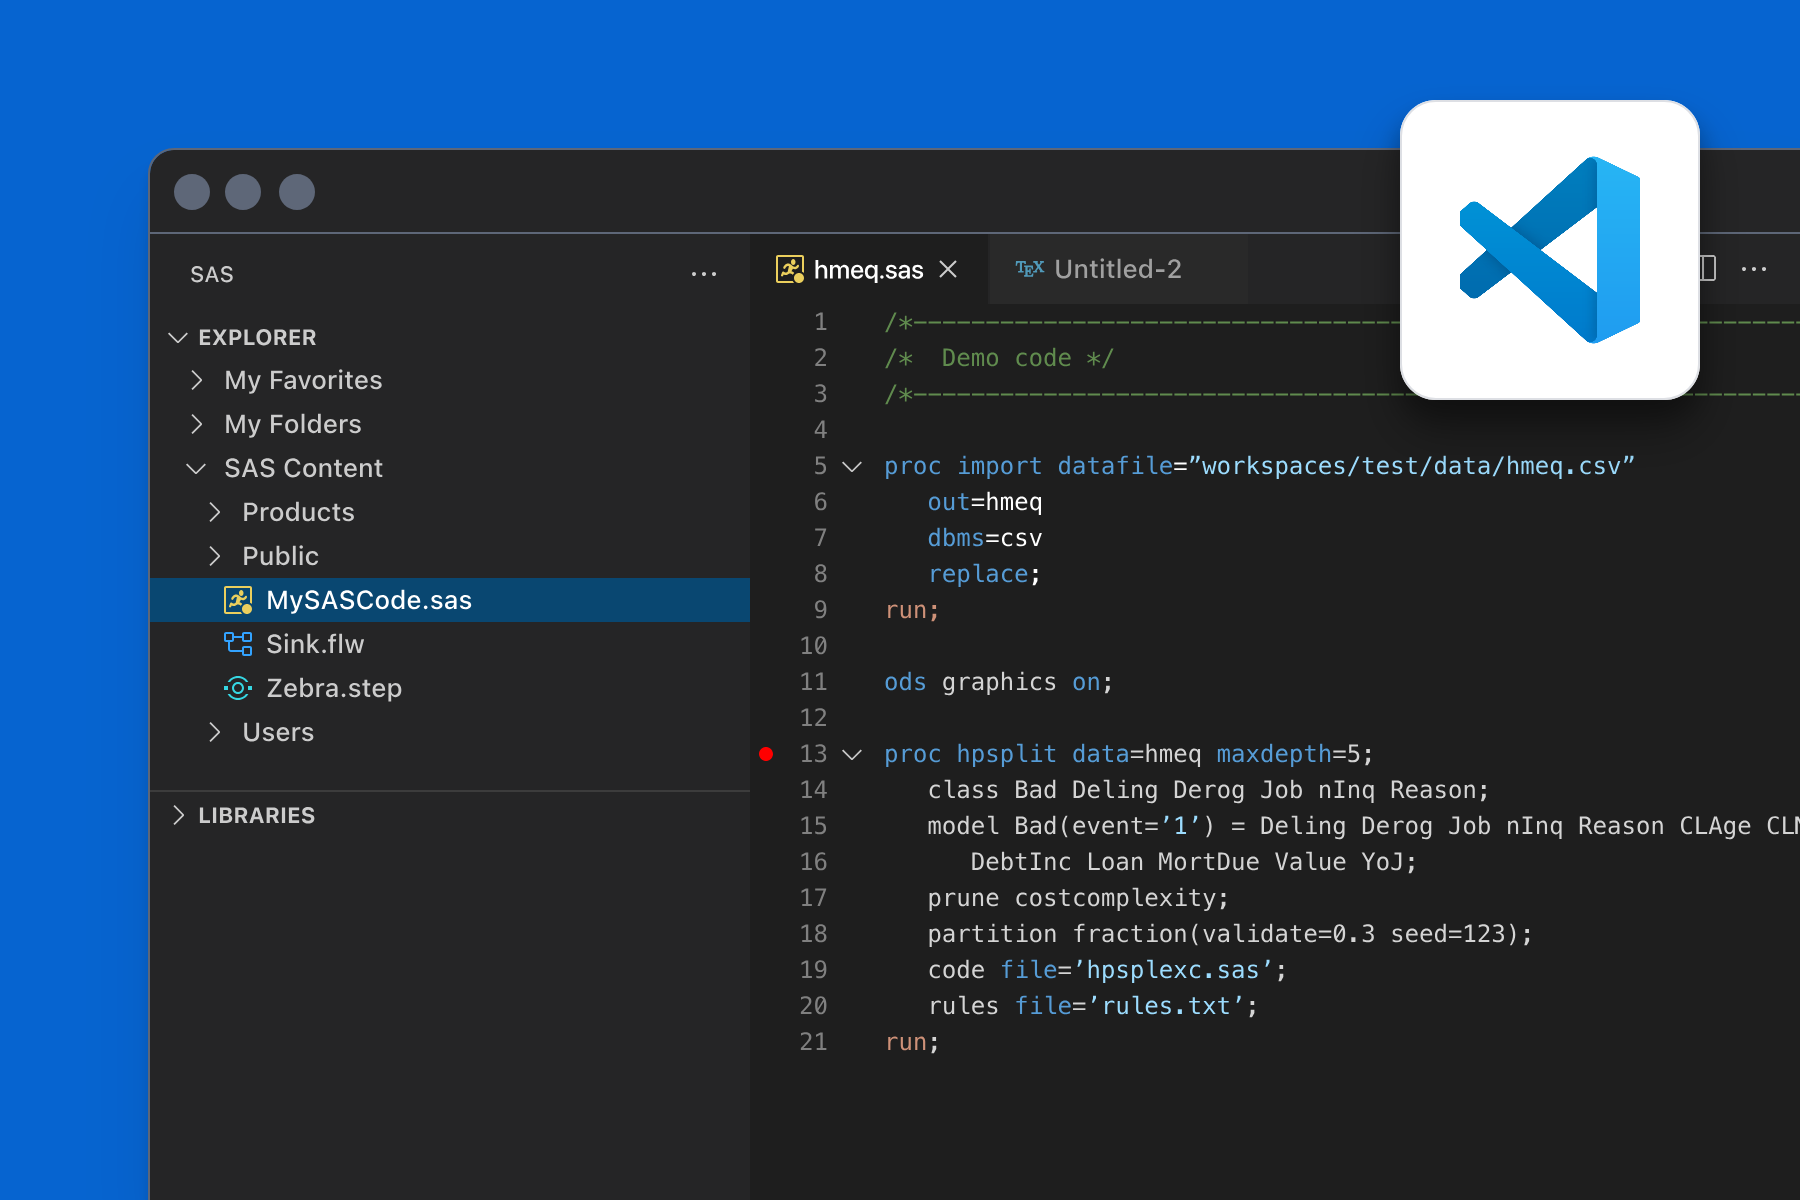 SAS
EXPLORER
My Favorites
My Folders
SAS Content
Products
Public
MySASCode.sas
Sink.flw
Zebra.step
Users
LIBRARIES
hmeq.sas
TEX Untitled-2
1 /*————————————————————————————————————————————————
2 /*  Demo code */
3 /*————————————————————————————————————————————————
4
5 proc import datafile=”workspaces/test/data/hmeq.csv”
6    out=hmeq
7    dbms=csv
8    replace;
9 run;
10
11 ods graphics on;
12
13 proc hpsplit data=hmeq maxdepth=5;
14    class Bad Deling Derog Job nInq Reason;
15    model Bad(event=’1’) = Deling Derog Job nInq Reason CLAge
16       DebtInc Loan MortDue Value YoJ;
17    prune costcomplexity;
18    partition fraction(validate=0.3 seed=123);
19    code file=’hpsplexc.sas’;
20    rules file=’rules.txt’;
21 run;